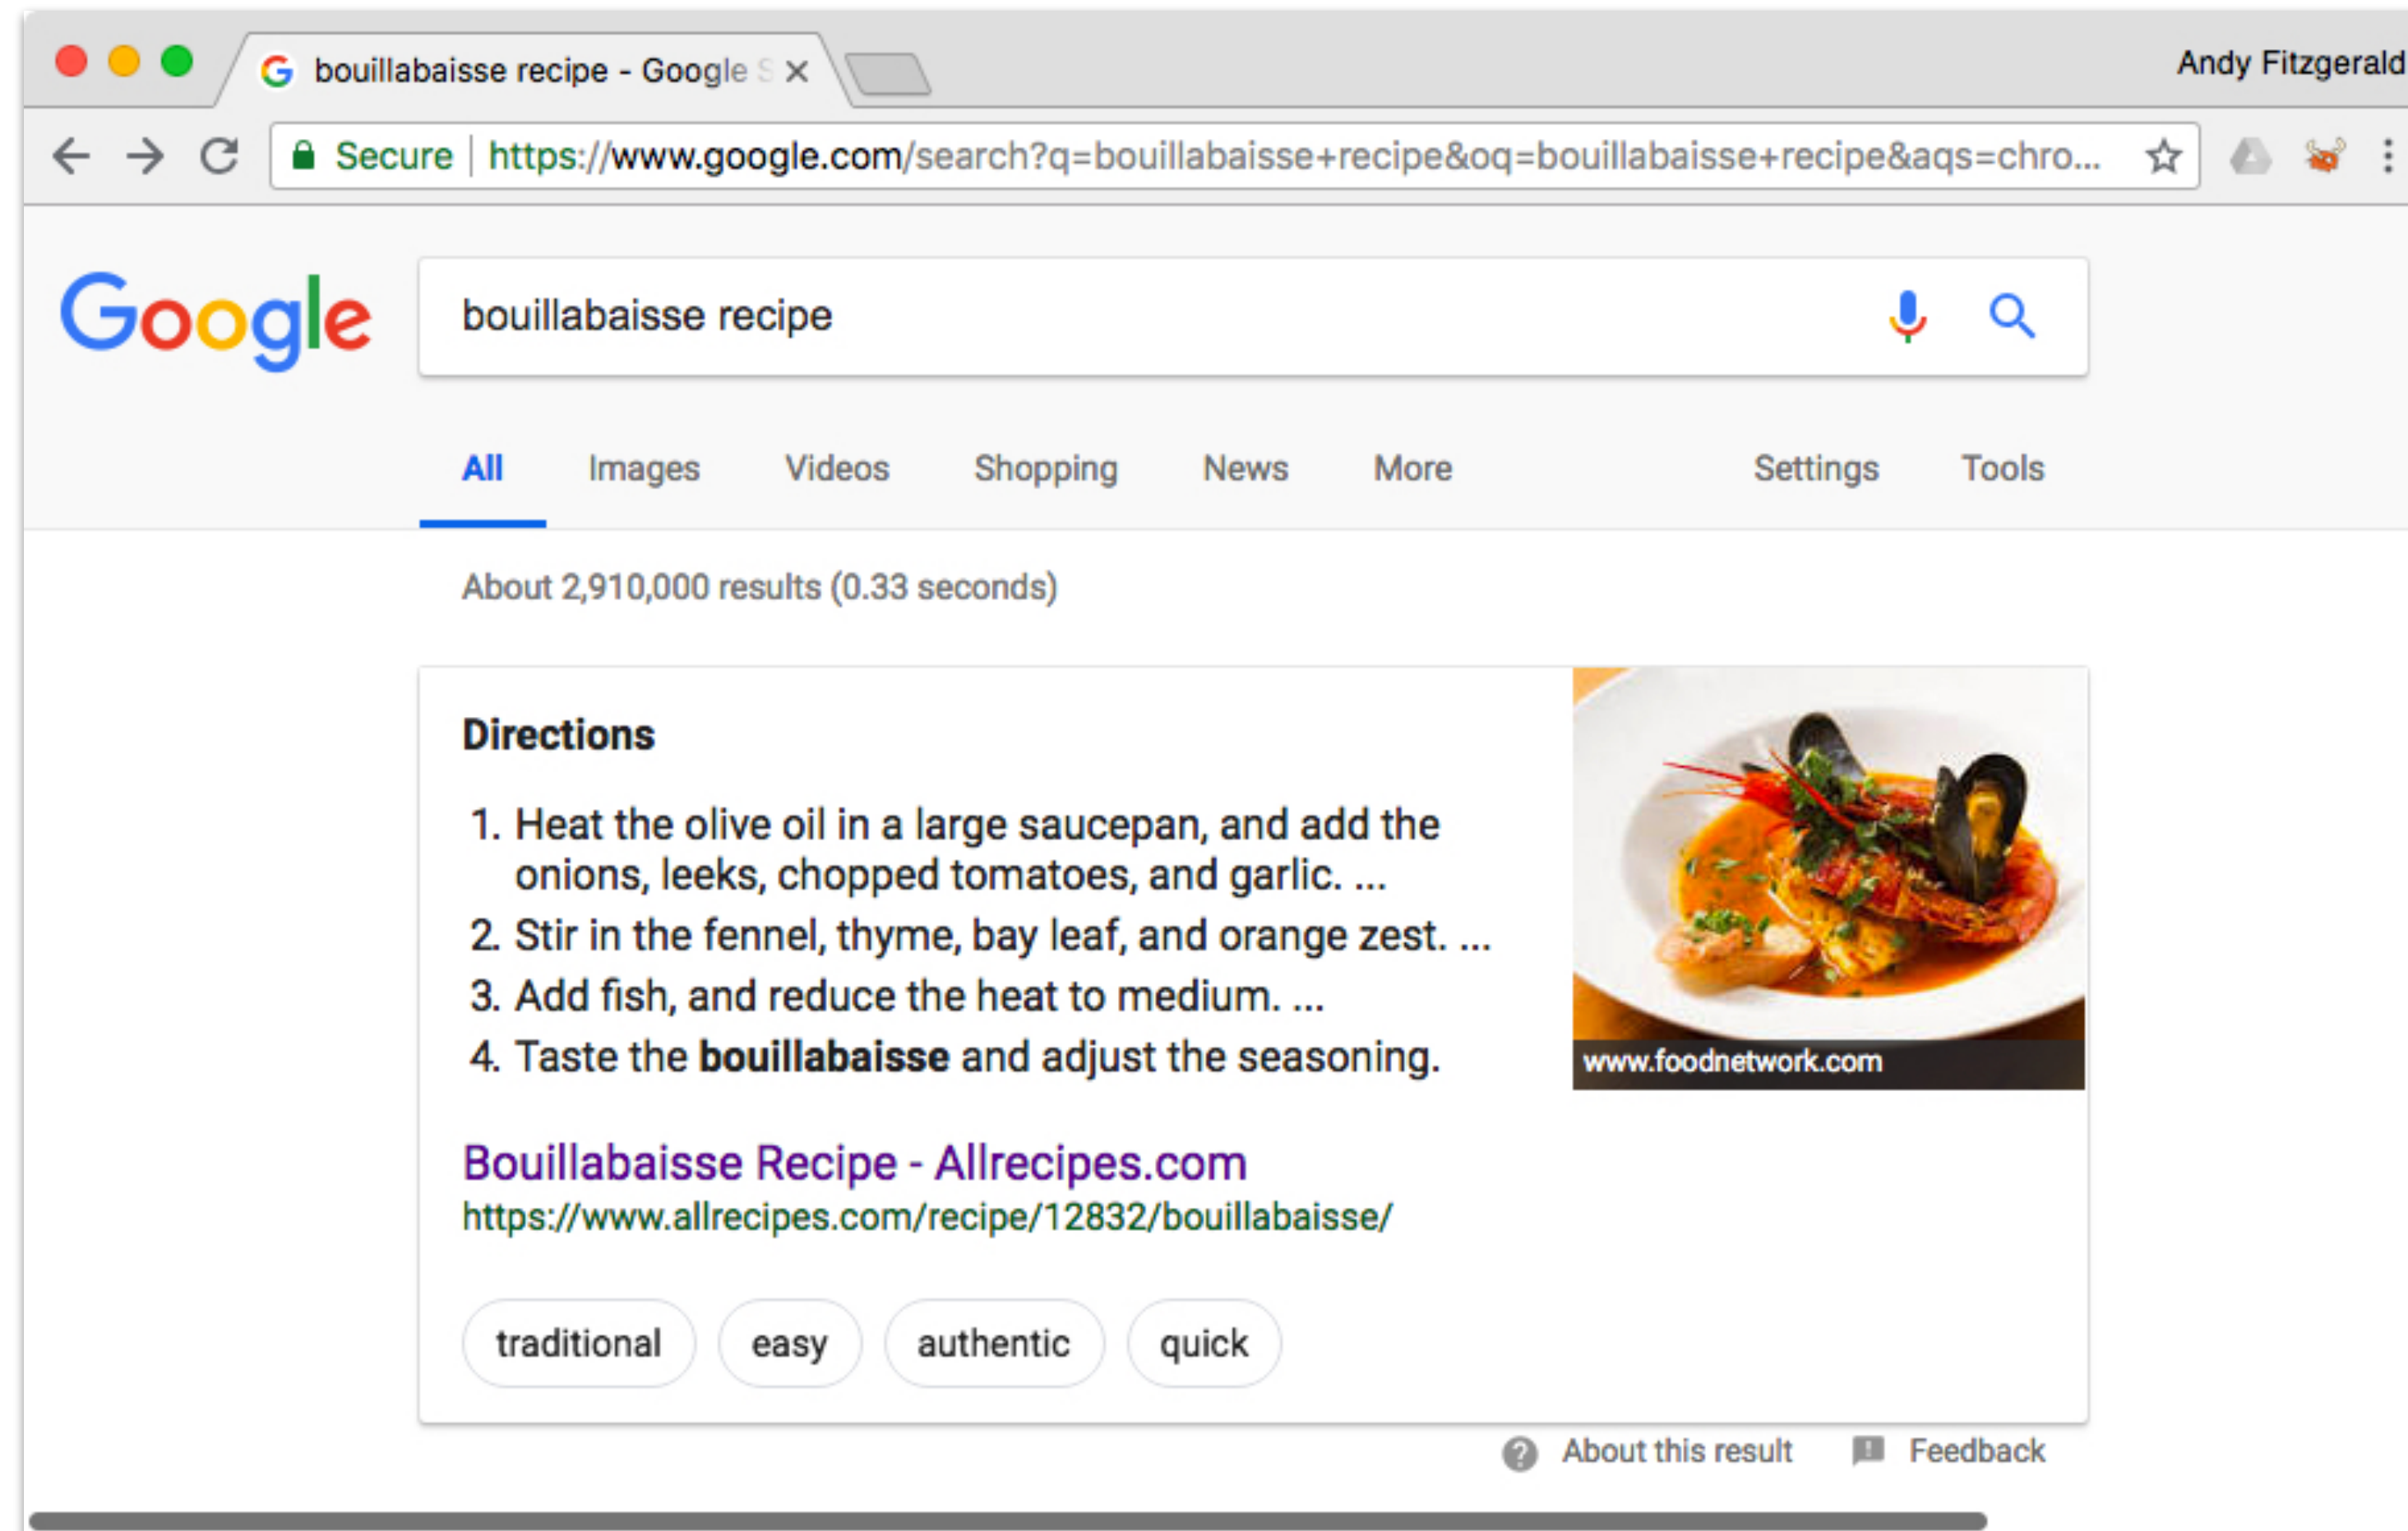 bouillabaisse recipe - Google S
Andy Fitzgerald
Secure https://www.google.com/search?q=bouillabaisse+recipe&oq=bouillabaisse+recipe&aqs=chro...
Google bouillabaisse recipe
All Images Videos Shopping News More Settings Tools
About 2,910,000 results (0.33 seconds)
Directions
1. Heat the olive oil in a large saucepan, and add the
onions, leeks, chopped tomatoes, and garlic. ...
2. Stir in the fennel, thyme, bay leaf, and orange zest. ...
3. Add fish, and reduce the heat to medium. ...
4. Taste the bouillabaisse and adjust the seasoning.
www.foodnetwork.com
Bouillabaisse Recipe - Allrecipes.com
https://www.allrecipes.com/recipe/12832/bouillabaisse/
traditional easy authentic quick
About this result Feedback